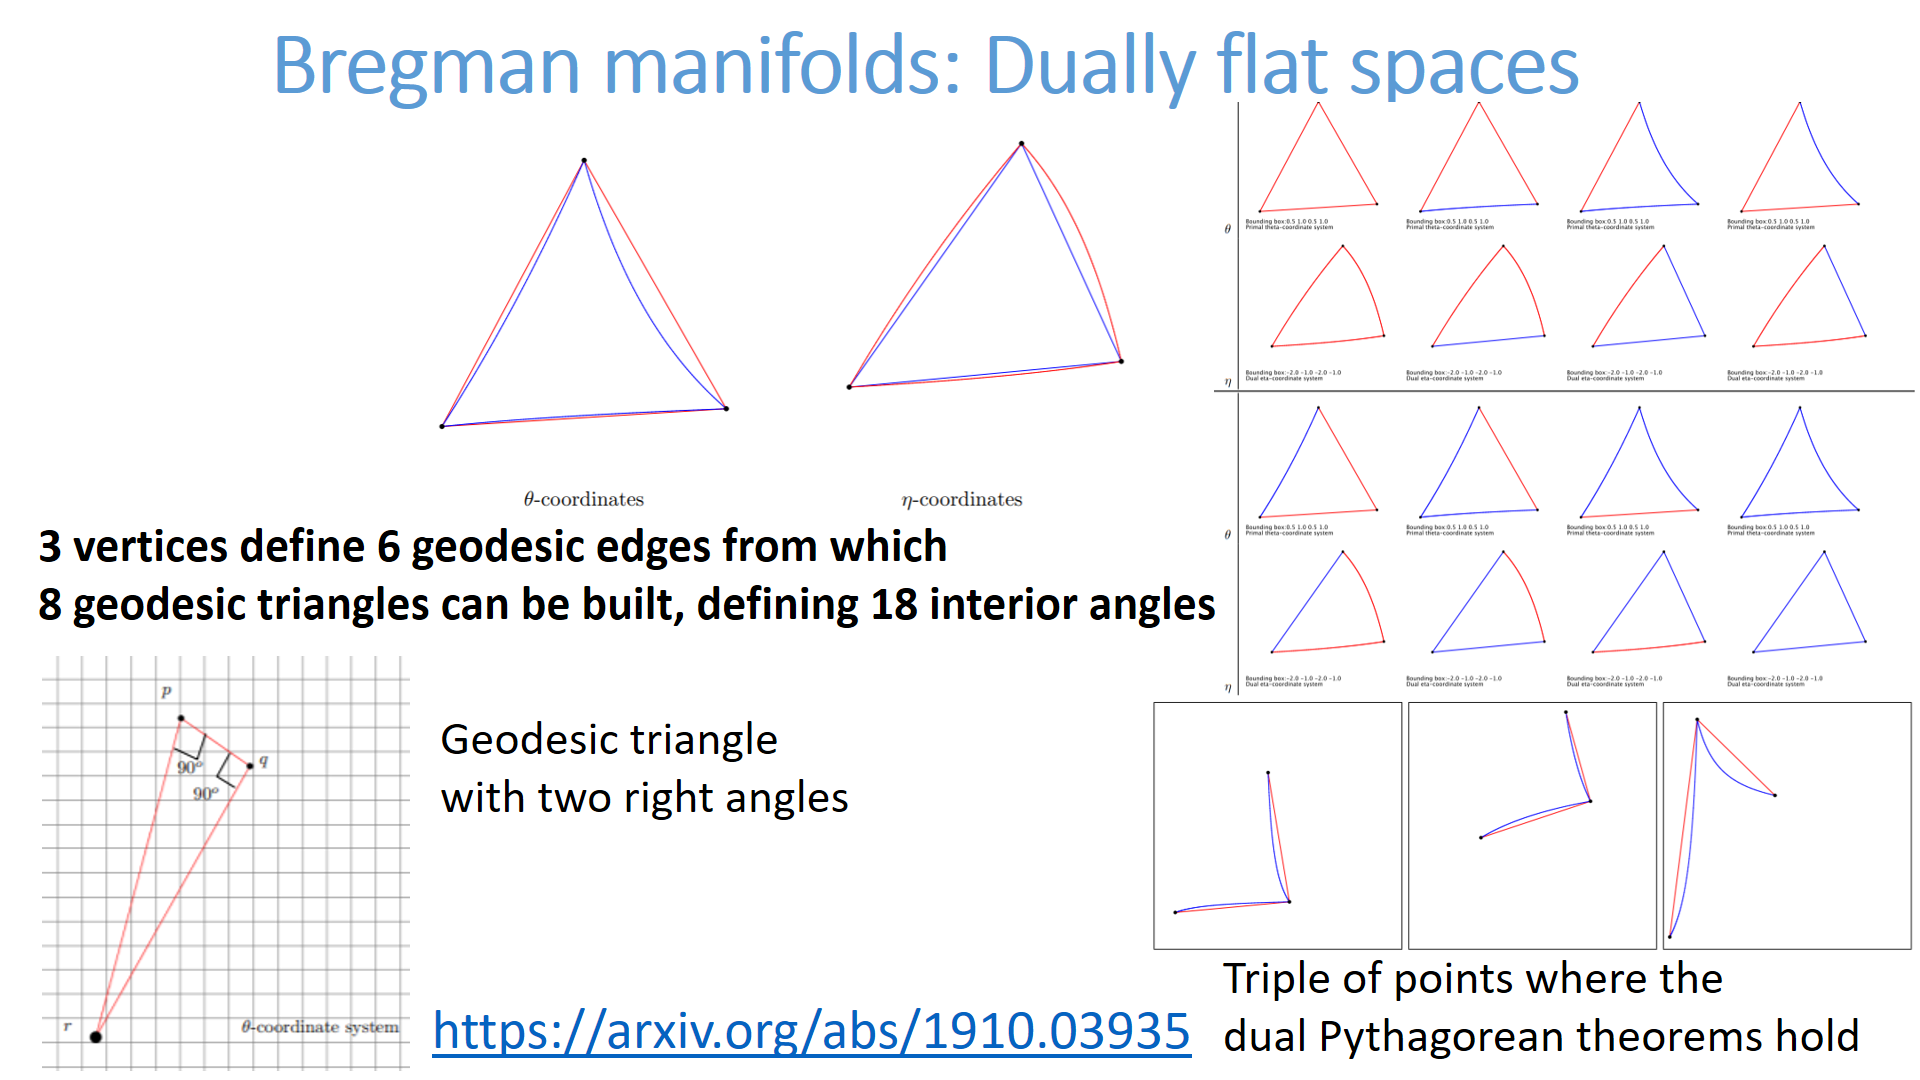 Bregman manifolds: Dually flat spaces
θ-coordinates
η-coordinates
3 vertices define 6 geodesic edges from which
8 geodesic triangles can be built, defining 18 interior angles
p
90°
q
90°
r
θ-coordinate system
Geodesic triangle
with two right angles
https://arxiv.org/abs/1910.03935
θ
Bounding box:0.5 1.0 0.5 1.0
Primal theta-coordinate system
Bounding box:0.5 1.0 0.5 1.0
Primal theta-coordinate system
Bounding box:0.5 1.0 0.5 1.0
Primal theta-coordinate system
Bounding box:0.5 1.0 0.5 1.0
Primal theta-coordinate system
η
Bounding box:-2.0 -1.0 -2.0 -1.0
Dual eta-coordinate system
Bounding box:-2.0 -1.0 -2.0 -1.0
Dual eta-coordinate system
Bounding box:-2.0 -1.0 -2.0 -1.0
Dual eta-coordinate system
Bounding box:-2.0 -1.0 -2.0 -1.0
Dual eta-coordinate system
θ
Bounding box:0.5 1.0 0.5 1.0
Primal theta-coordinate system
Bounding box:0.5 1.0 0.5 1.0
Primal theta-coordinate system
Bounding box:0.5 1.0 0.5 1.0
Primal theta-coordinate system
Bounding box:0.5 1.0 0.5 1.0
Primal theta-coordinate system
η
Bounding box:-2.0 -1.0 -2.0 -1.0
Dual eta-coordinate system
Bounding box:-2.0 -1.0 -2.0 -1.0
Dual eta-coordinate system
Bounding box:-2.0 -1.0 -2.0 -1.0
Dual eta-coordinate system
Bounding box:-2.0 -1.0 -2.0 -1.0
Dual eta-coordinate system
Triple of points where the
dual Pythagorean theorems hold